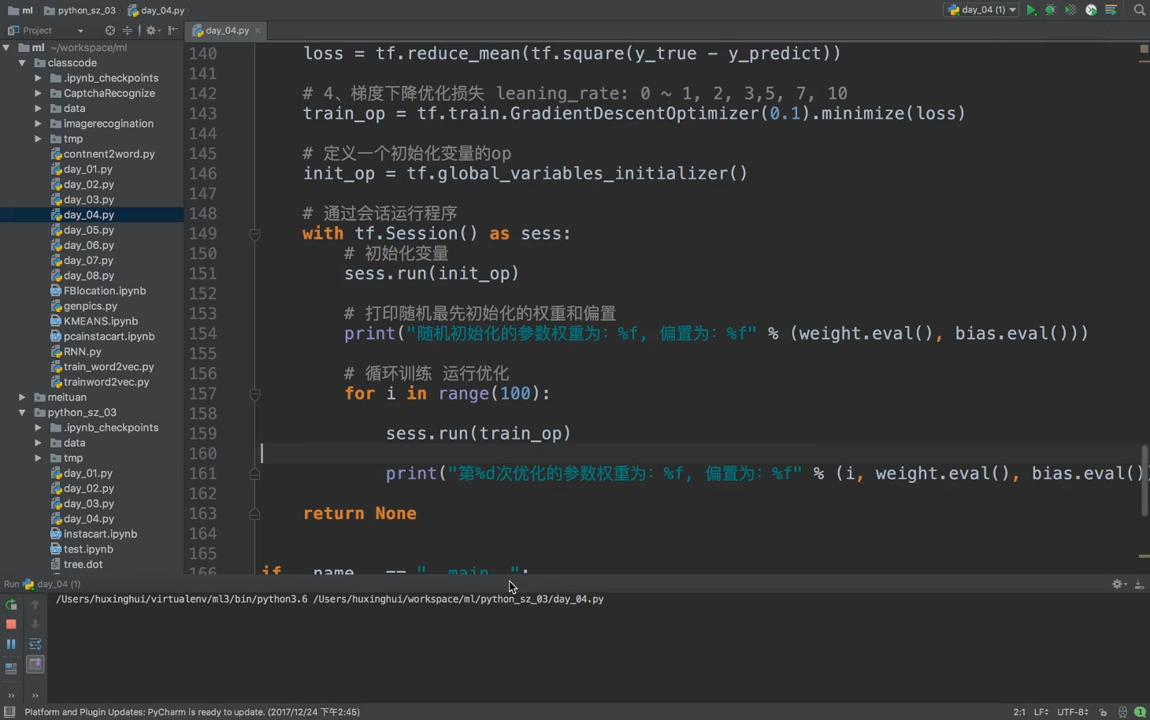 ml python_sz_03 day_04.py
day_04 (1)
Project
day_04.py
ml ~/workspace/ml
classcode
.ipynb_checkpoints
CaptchaRecognize
data
imagerecogination
tmp
contnent2word.py
day_01.py
day_02.py
day_03.py
day_04.py
day_05.py
day_06.py
day_07.py
day_08.py
FBlocation.ipynb
genpics.py
KMEANS.ipynb
pcainstacart.ipynb
RNN.py
train_word2vec.py
trainword2vec.py
meituan
python_sz_03
.ipynb_checkpoints
data
tmp
day_01.py
day_02.py
day_03.py
day_04.py
instacart.ipynb
test.ipynb
tree.dot
140 loss = tf.reduce_mean(tf.square(y_true - y_predict))
141
142 # 4、梯度下降优化损失 leaning_rate: 0 ~ 1, 2, 3,5, 7, 10
143 train_op = tf.train.GradientDescentOptimizer(0.1).minimize(loss)
144
145 # 定义一个初始化变量的op
146 init_op = tf.global_variables_initializer()
147
148 # 通过会话运行程序
149 with tf.Session() as sess:
150 # 初始化变量
151 sess.run(init_op)
152
153 # 打印随机最先初始化的权重和偏置
154 print("随机初始化的参数权重为：%f, 偏置为：%f" % (weight.eval(), bias.eval()))
155
156 # 循环训练 运行优化
157 for i in range(100):
158
159 sess.run(train_op)
160
161 print("第%d次优化的参数权重为：%f, 偏置为：%f" % (i, weight.eval(), bias.eval()
162
163 return None
164
165
166 if __name__ == "__main__":
Run day_04 (1)
/Users/huxinghui/virtualenv/ml3/bin/python3.6 /Users/huxinghui/workspace/ml/python_sz_03/day_04.py
Platform and Plugin Updates: PyCharm is ready to update. (2017/12/24 下午2:45)
2:1 LF UTF-8 1